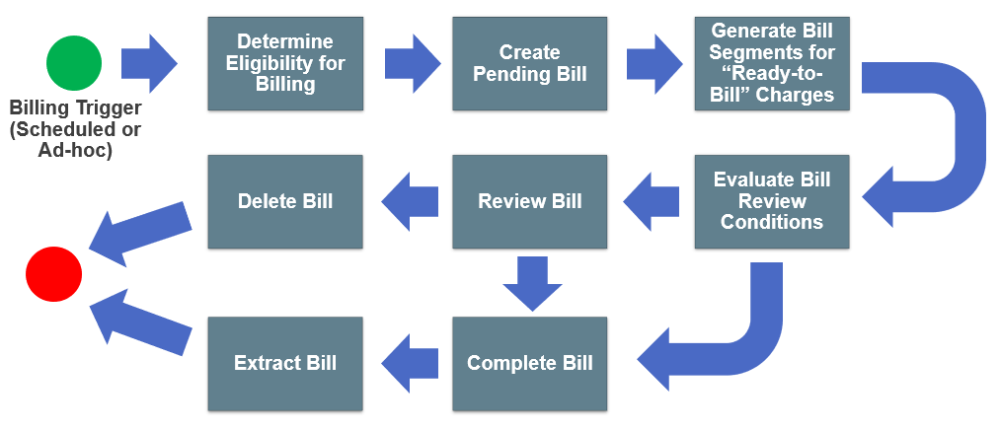 Billing Trigger
(Scheduled or
Ad-hoc)
Determine
Eligibility for
Billing
Create
Pending Bill
Generate Bill
Segments for
“Ready-to-
Bill” Charges
Evaluate Bill
Review
Conditions
Review Bill
Delete Bill
Complete Bill
Extract Bill